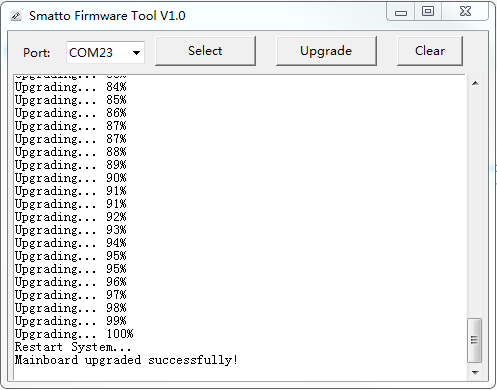 Smatto Firmware Tool V1.0
Port: COM23 Select Upgrade Clear
Upgrading... 84%
Upgrading... 85%
Upgrading... 86%
Upgrading... 87%
Upgrading... 87%
Upgrading... 88%
Upgrading... 89%
Upgrading... 90%
Upgrading... 91%
Upgrading... 91%
Upgrading... 92%
Upgrading... 93%
Upgrading... 94%
Upgrading... 95%
Upgrading... 95%
Upgrading... 96%
Upgrading... 97%
Upgrading... 98%
Upgrading... 99%
Upgrading... 100%
Restart System...
Mainboard upgraded successfully!